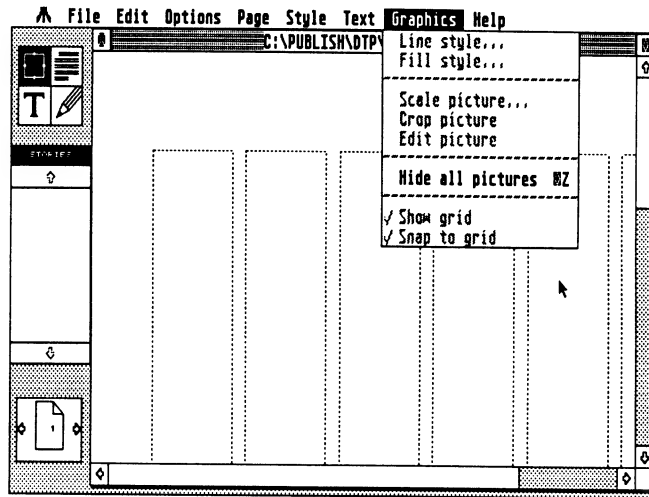 File Edit Options Page Style Text Graphics Help
C:\PUBLISH\DTP\
Line style...
Fill style...
Scale picture...
Crop picture
Edit picture
Hide all pictures Z
Show grid
Snap to grid
T
STORIES
1